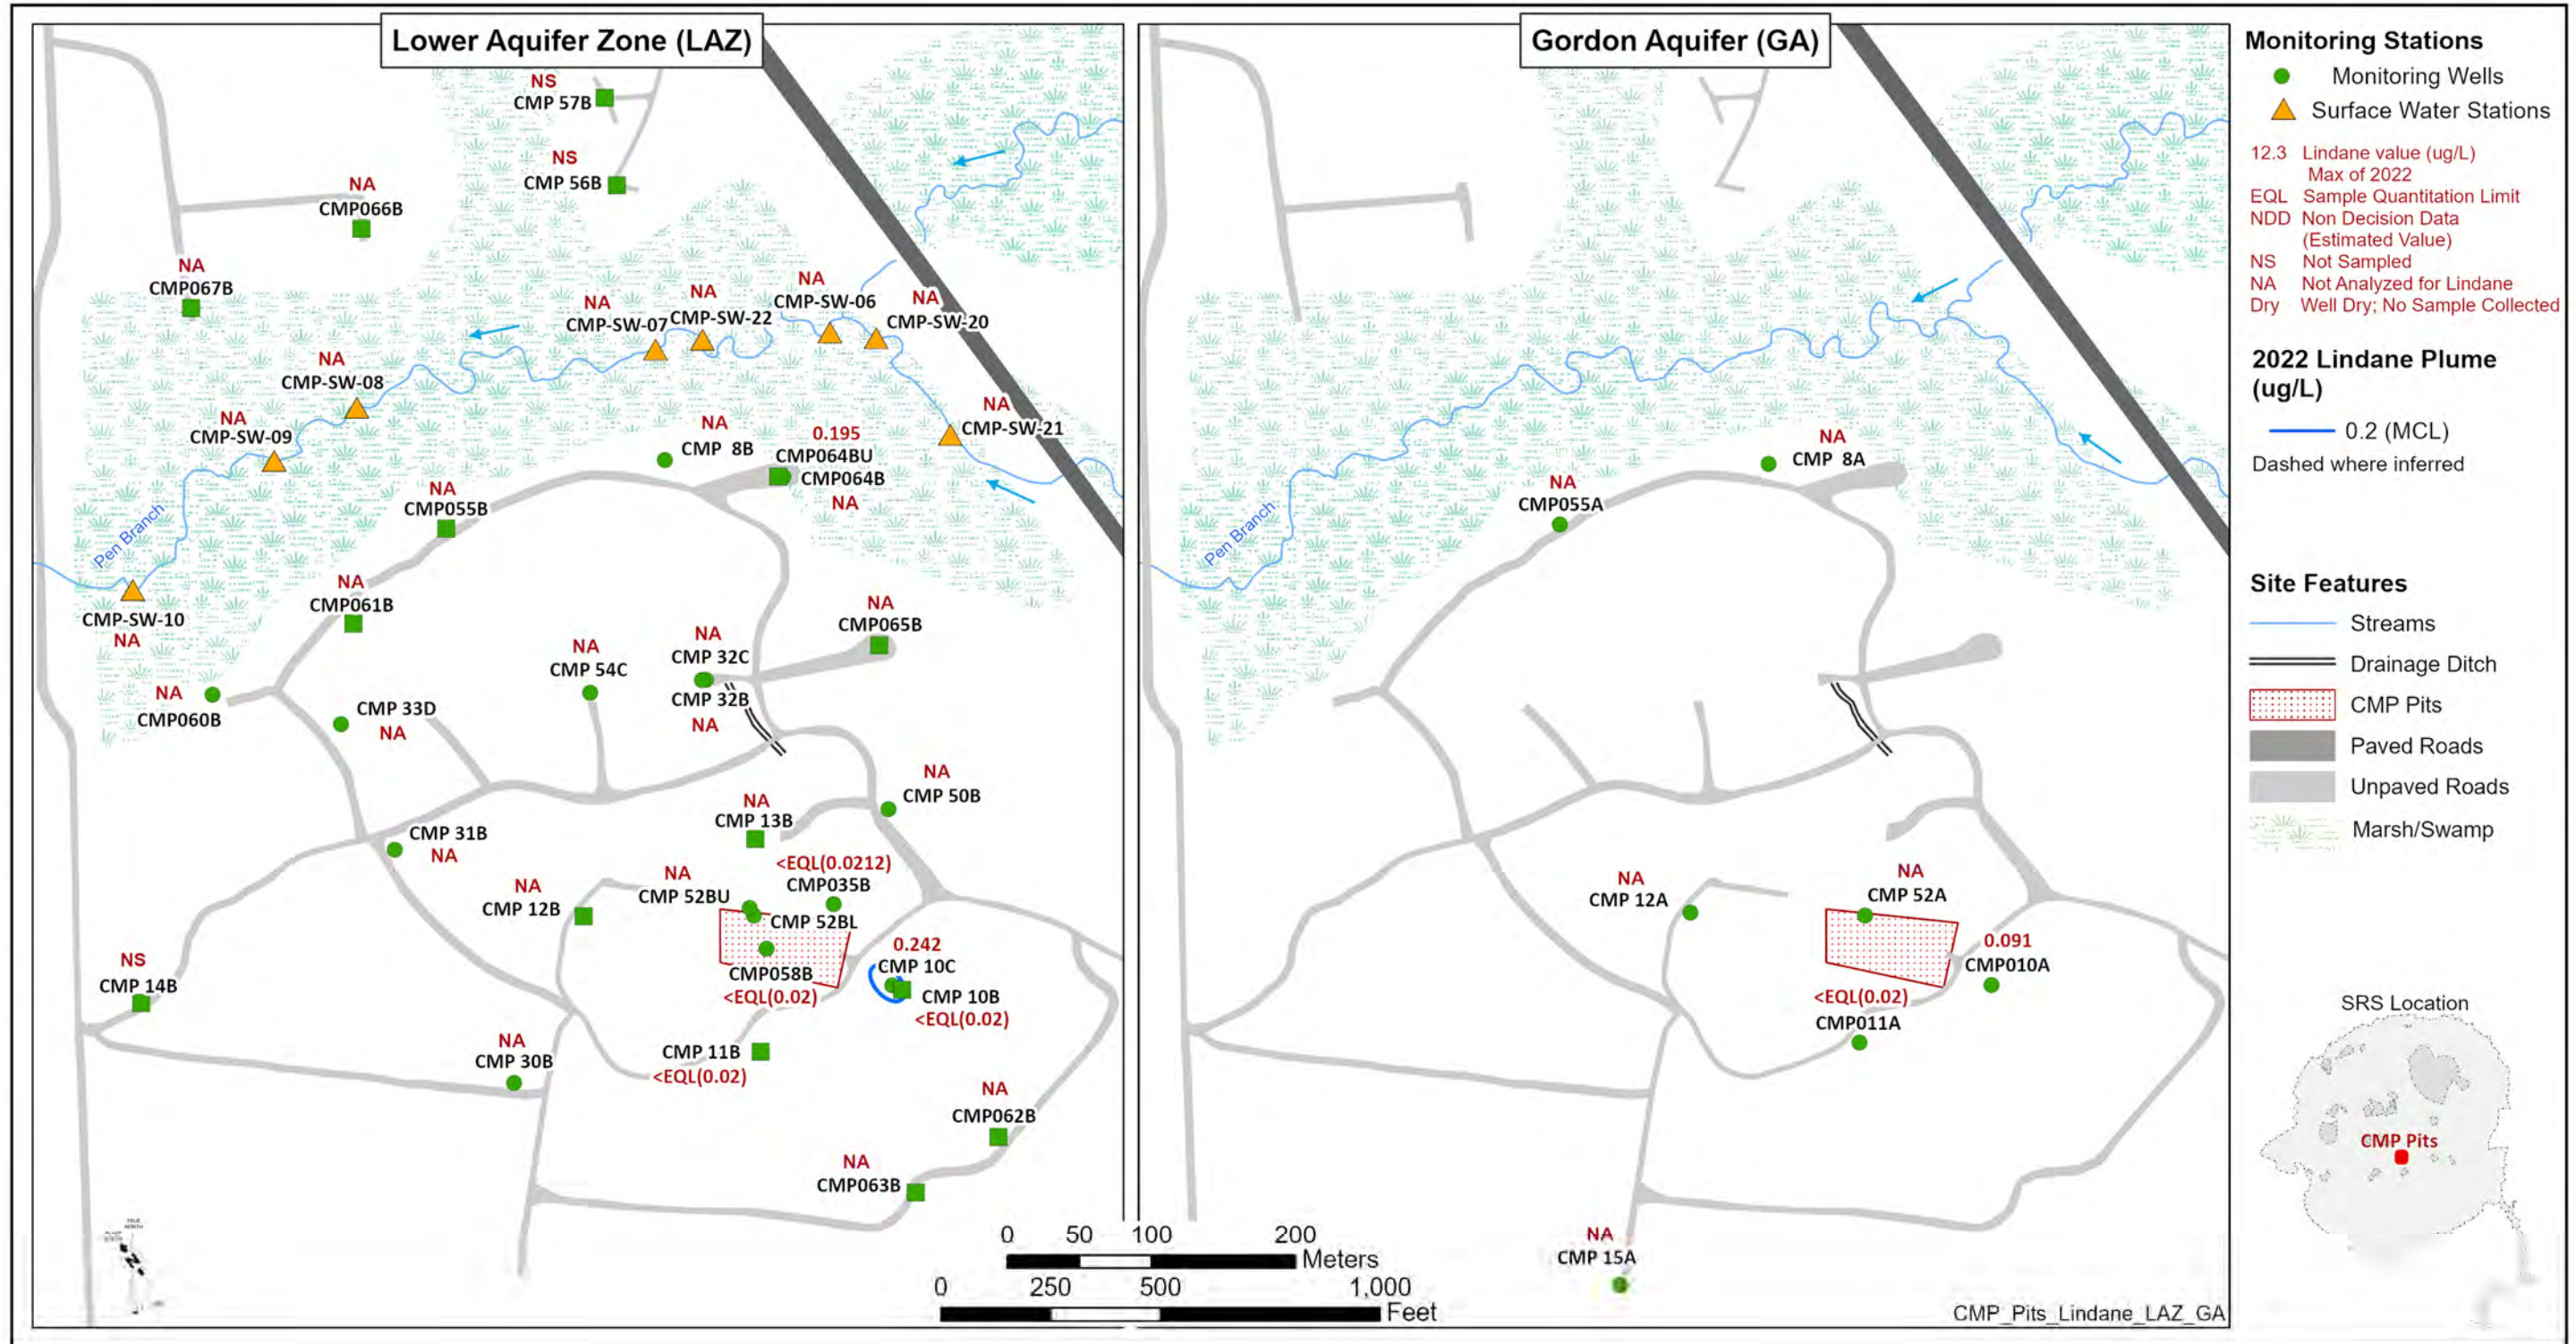 Lower Aquifer Zone (LAZ)
NS
CMP 57B
NS
CMP 56B
NA
CMP066B
NA
CMP067B
NA
CMP-SW-06
NA
CMP-SW-20
NA
CMP-SW-22
NA
CMP-SW-07
NA
CMP-SW-08
NA
CMP-SW-09
NA
CMP-SW-21
NA
CMP 8B
0.195
CMP064BU
CMP064B
NA
NA
CMP055B
Pen Branch
NA
CMP061B
CMP-SW-10
NA
NA
CMP065B
NA
CMP 54C
NA
CMP 32C
CMP 32B
NA
NA
CMP060B
CMP 33D
NA
NA
CMP 50B
NA
CMP 13B
CMP 31B
NA
<EQL(0.0212)
CMP035B
NA
CMP 12B
NA
CMP 52BU
CMP 52BL
CMP058B
<EQL(0.02)
0.242
CMP 10C
CMP 10B
<EQL(0.02)
NS
CMP 14B
NA
CMP 30B
CMP 11B
<EQL(0.02)
NA
CMP062B
NA
CMP063B
0 50 100 200
Meters
0 250 500 1,000
Feet
Gordon Aquifer (GA)
NA
CMP 8A
NA
CMP055A
Pen Branch
NA
CMP 12A
NA
CMP 52A
0.091
CMP010A
<EQL(0.02)
CMP011A
NA
CMP 15A
CMP_Pits_Lindane_LAZ_GA
Monitoring Stations
Monitoring Wells
Surface Water Stations
12.3 Lindane value (ug/L)
Max of 2022
EQL Sample Quantitation Limit
NDD Non Decision Data
(Estimated Value)
NS Not Sampled
NA Not Analyzed for Lindane
Dry Well Dry; No Sample Collected
2022 Lindane Plume
(ug/L)
0.2 (MCL)
Dashed where inferred
Site Features
Streams
Drainage Ditch
CMP Pits
Paved Roads
Unpaved Roads
Marsh/Swamp
SRS Location
CMP Pits